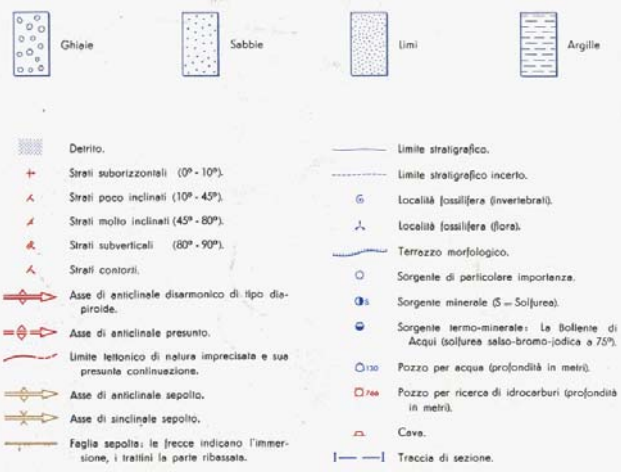 Ghiaie
Sabbie
Limi
Argille
Detrito.
Strati suborizzontali (0° - 10°).
Strati poco inclinati (10° - 45°).
Strati molto inclinati (45° - 80°).
Strati subverticali (80° - 90°).
Strati contorti.
Asse di anticlinale disarmonico di tipo dia-
piroide.
Asse di anticlinale presunto.
Limite tettonico di natura imprecisata e sua
presunta continuazione.
Asse di anticlinale sepolto.
Asse di sinclinale sepolto.
Faglia sepolta: le frecce indicano l'immer-
sione, i trattini la parte ribassata.
Limite stratigrafico.
Limite stratigrafico incerto.
Località fossilifera (invertebrati).
Località fossilifera (flora).
Terrazzo morfologico.
Sorgente di particolare importanza.
S Sorgente minerale (S = Solfurea).
Sorgente termo-minerale: La Bollente di
Acqui (solfurea salso-bromo-jodica a 75°).
130 Pozzo per acqua (profondità in metri).
766 Pozzo per ricerca di idrocarburi (profondità
in metri).
Cava.
I I Traccia di sezione.